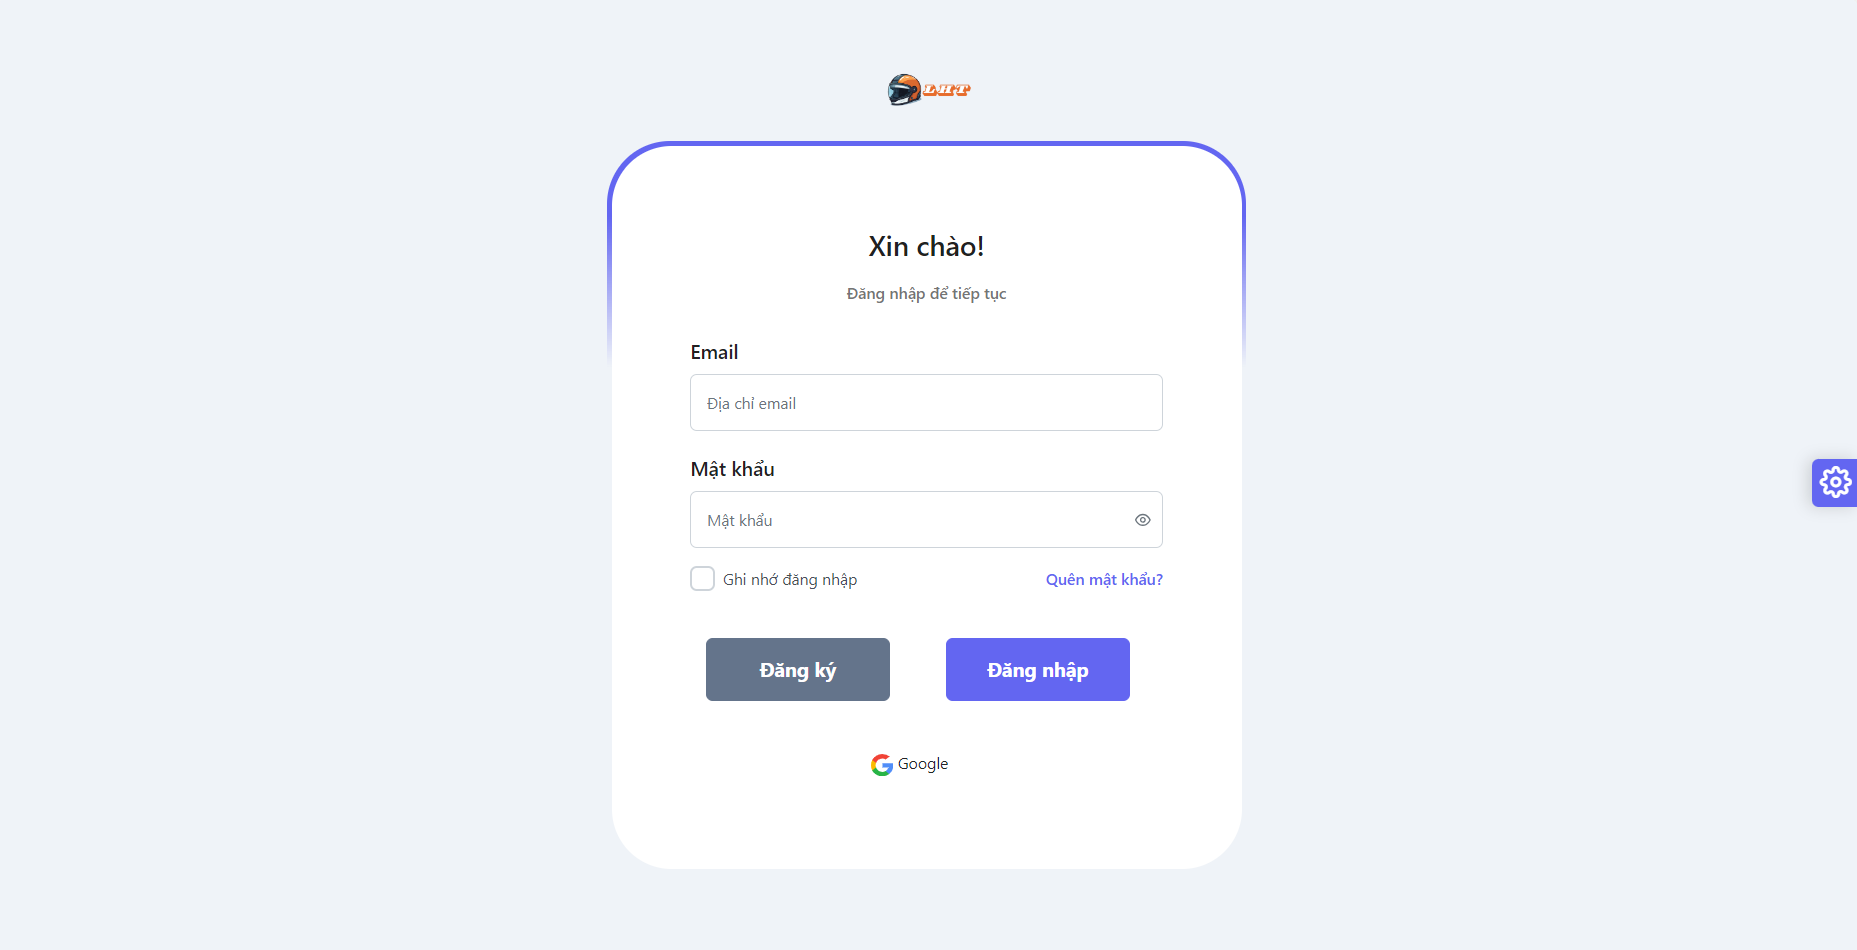 LHT
Xin chào!
Đăng nhập để tiếp tục
Email
Địa chỉ email
Mật khẩu
Mật khẩu
Ghi nhớ đăng nhập
Quên mật khẩu?
Đăng ký
Đăng nhập
Google